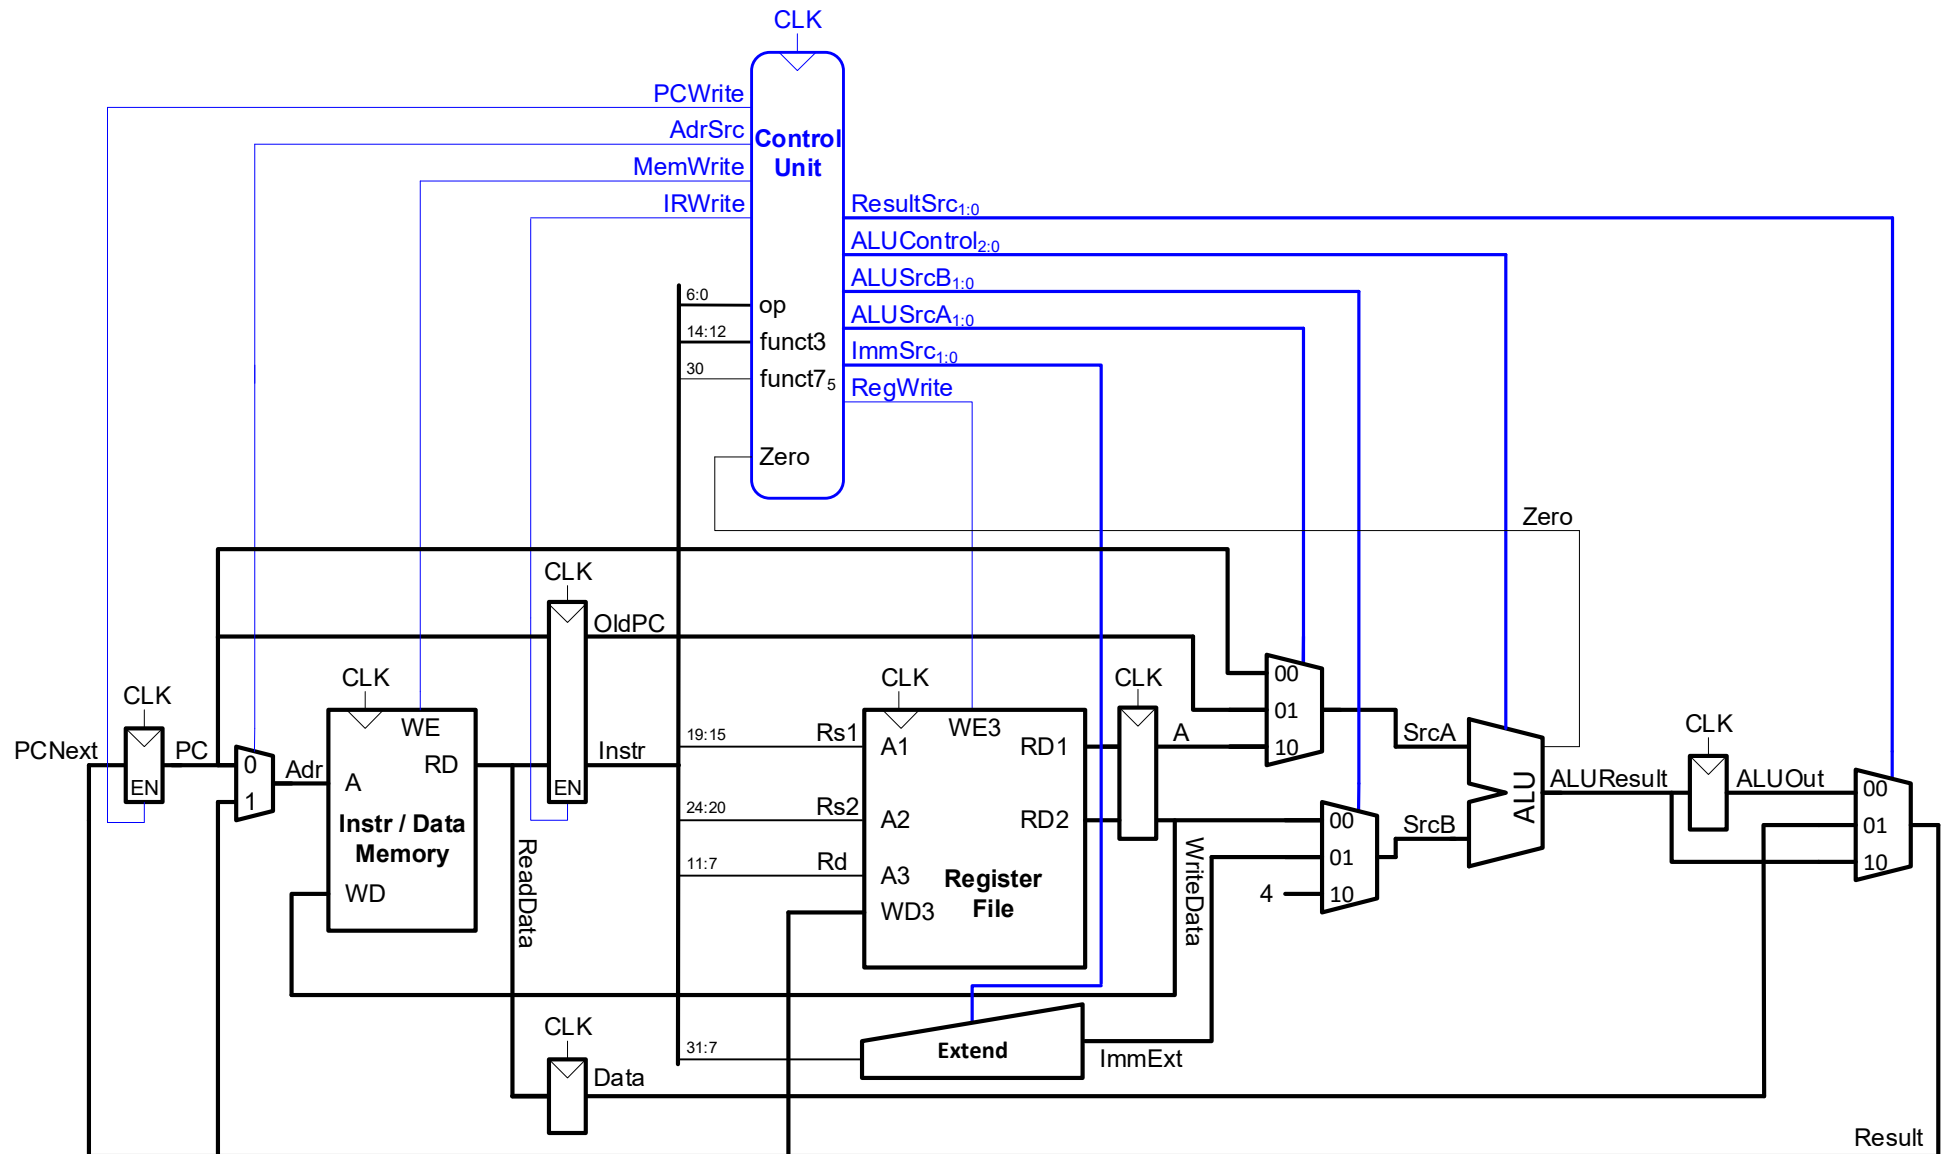 CLK
PCWrite
AdrSrc
MemWrite
IRWrite
Control
Unit
ResultSrc1:0
ALUControl2:0
ALUSrcB1:0
ALUSrcA1:0
ImmSrc1:0
RegWrite
6:0
op
14:12
funct3
30
funct75
Zero
Zero
CLK
OldPC
CLK
CLK
CLK
CLK
CLK
PCNext
PC
EN
0
1
Adr
WE
RD
A
Instr / Data
Memory
WD
ReadData
EN
Instr
19:15
Rs1
A1
WE3
RD1
24:20
Rs2
A2
RD2
11:7
Rd
A3
WD3
Register
File
A
WriteData
00
01
10
SrcA
00
01
10
4
SrcB
ALU
ALUResult
ALUOut
00
01
10
31:7
Extend
ImmExt
CLK
Data
Result